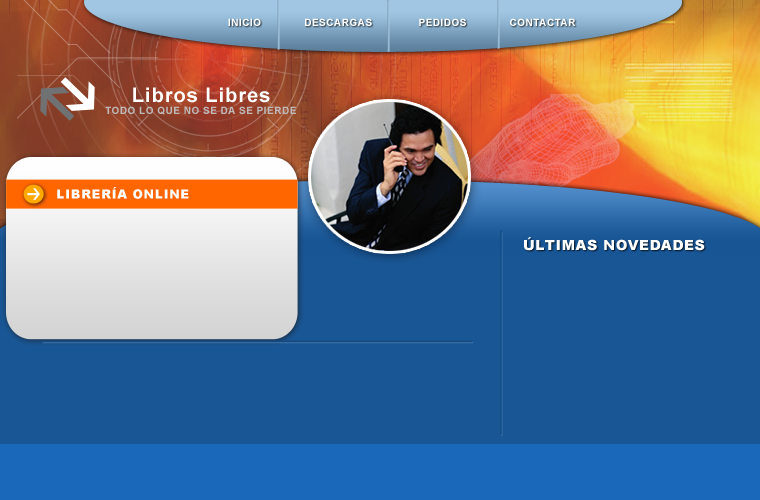 INICIO
DESCARGAS
PEDIDOS
CONTACTAR
Libros Libres
TODO LO QUE NO SE DA SE PIERDE
LIBRERÍA ONLINE
ÚLTIMAS NOVEDADES